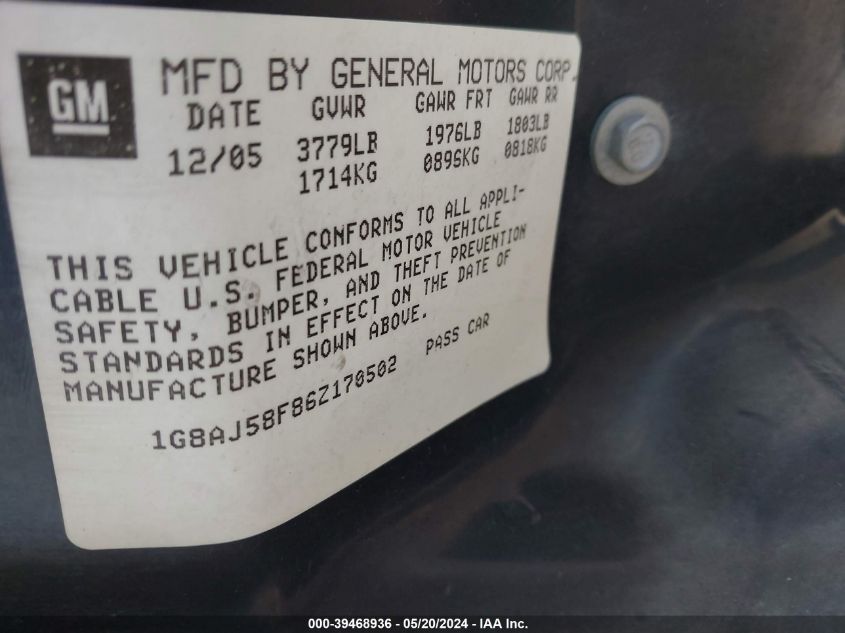 GM
MFD BY GENERAL MOTORS CORP.
DATE GVWR GAWR FRT GAWR RR
12/05 3779LB 1976LB 1803LB
1714KG 0896KG 0818KG
THIS VEHICLE CONFORMS TO ALL APPLI-
CABLE U.S. FEDERAL MOTOR VEHICLE
SAFETY, BUMPER, AND THEFT PREVENTION
STANDARDS IN EFFECT ON THE DATE OF
MANUFACTURE SHOWN ABOVE.
1G8AJ58F86Z170502 PASS CAR
000-39468936 - 05/20/2024 - IAA Inc.